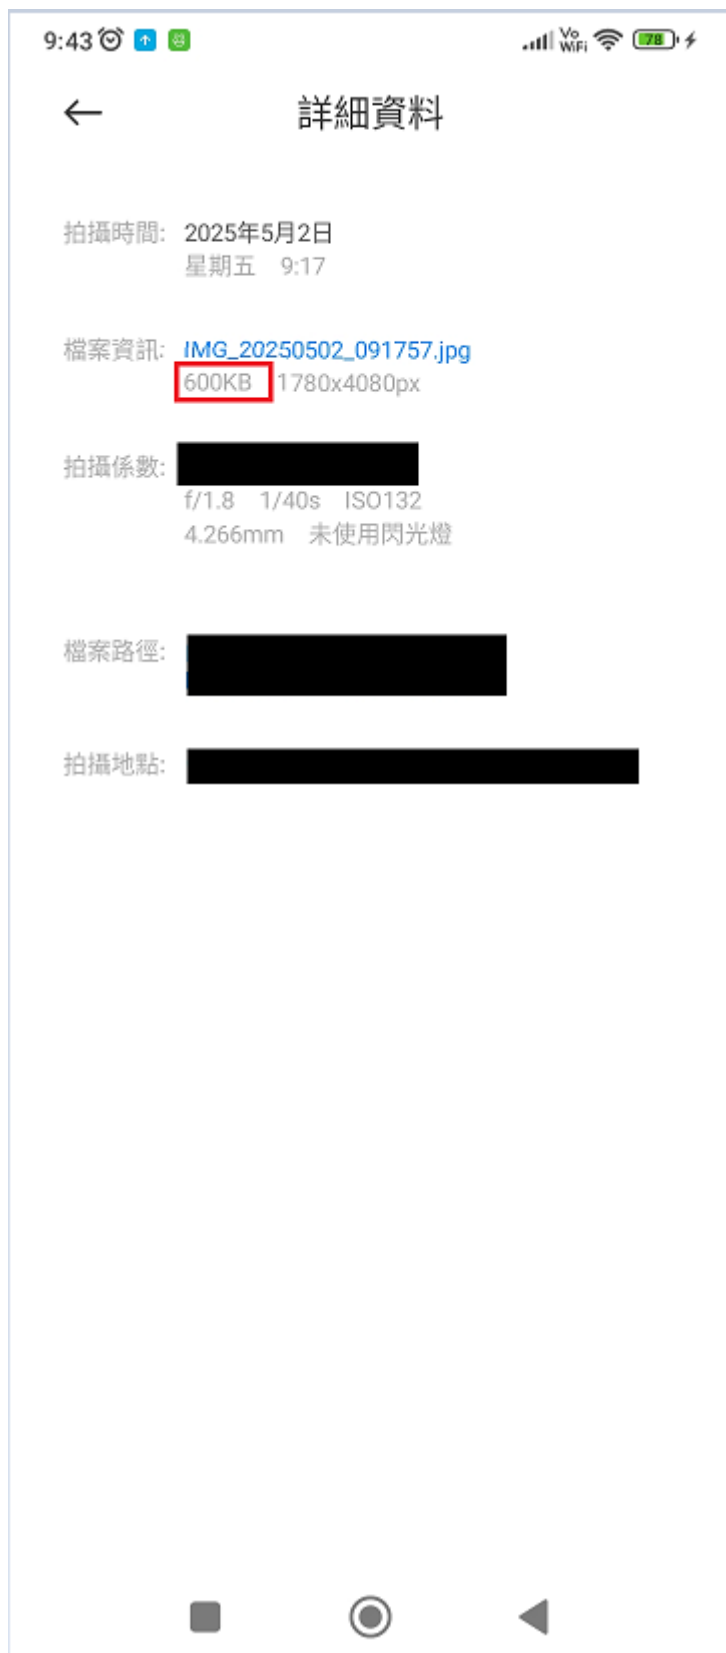 9:43 Vo WiFi 78
詳細資料
拍攝時間: 2025年5月2日
星期五 9:17
檔案資訊: IMG_20250502_091757.jpg
600KB 1780x4080px
拍攝係數:
f/1.8 1/40s ISO132
4.266mm 未使用閃光燈
檔案路徑:
拍攝地點: